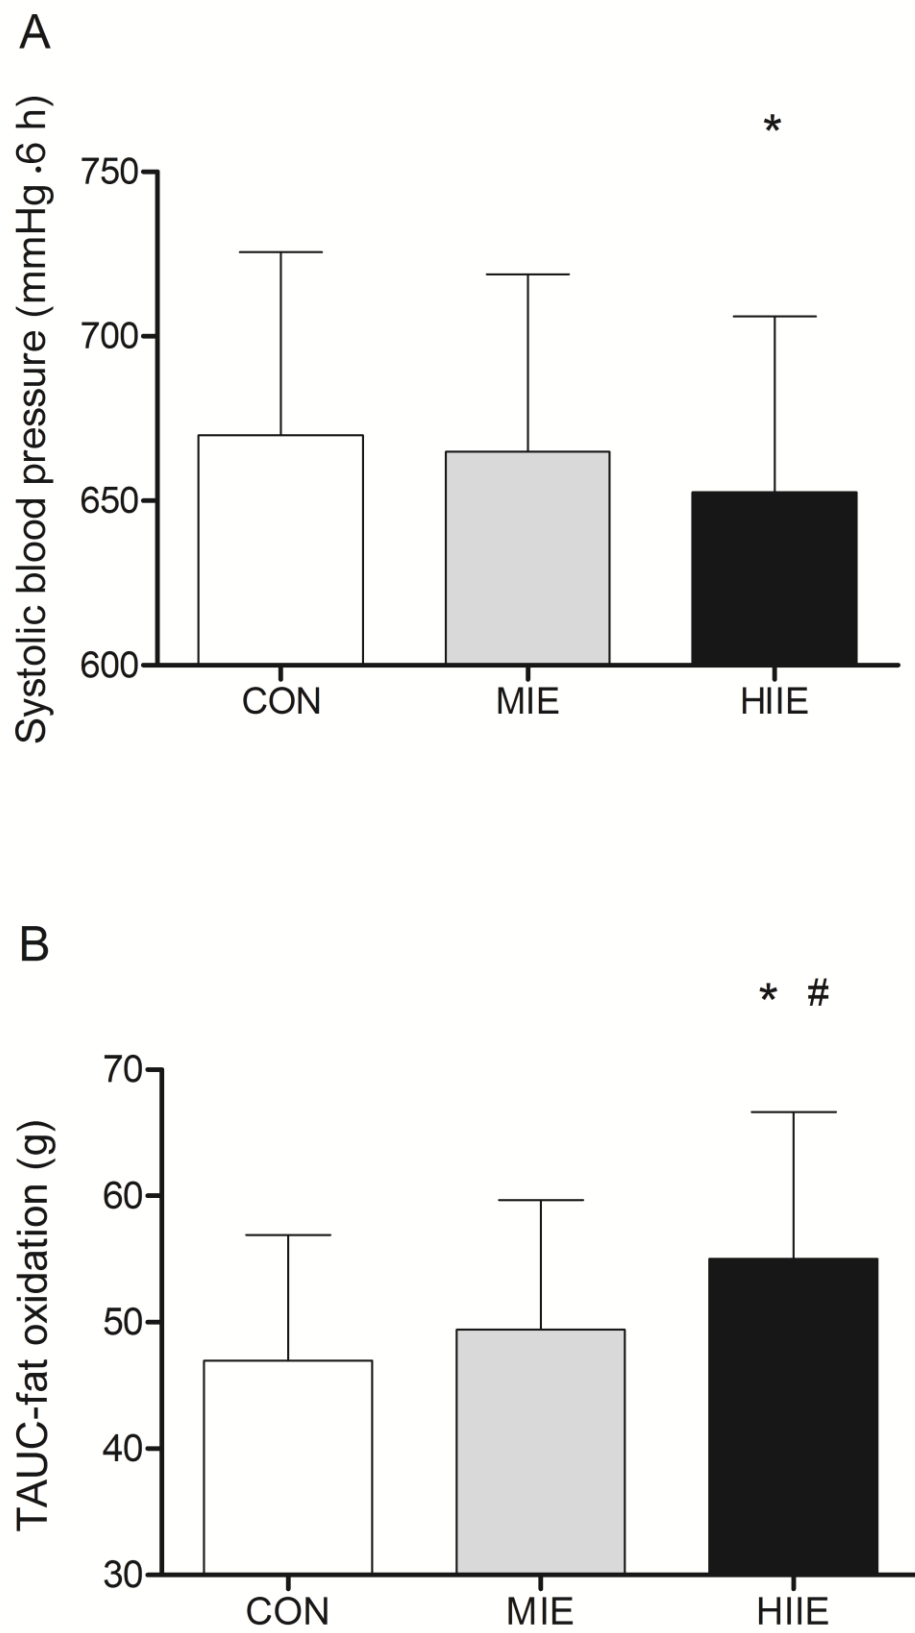 A
Systolic blood pressure (mmHg·6 h)
*
750
700
650
600
CON MIE HIIE
B
TAUC-fat oxidation (g)
* #
70
60
50
40
30
CON MIE HIIE